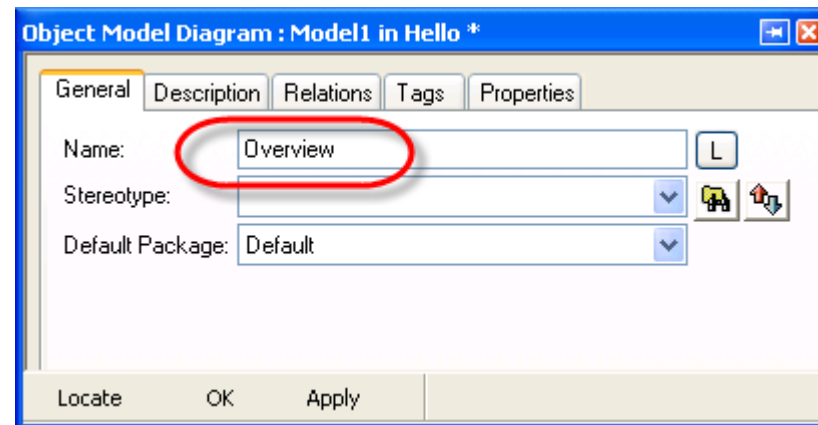 Object Model Diagram : Model1 in Hello *
General Description Relations Tags Properties
Name: Overview L
Stereotype:
Default Package: Default
Locate OK Apply